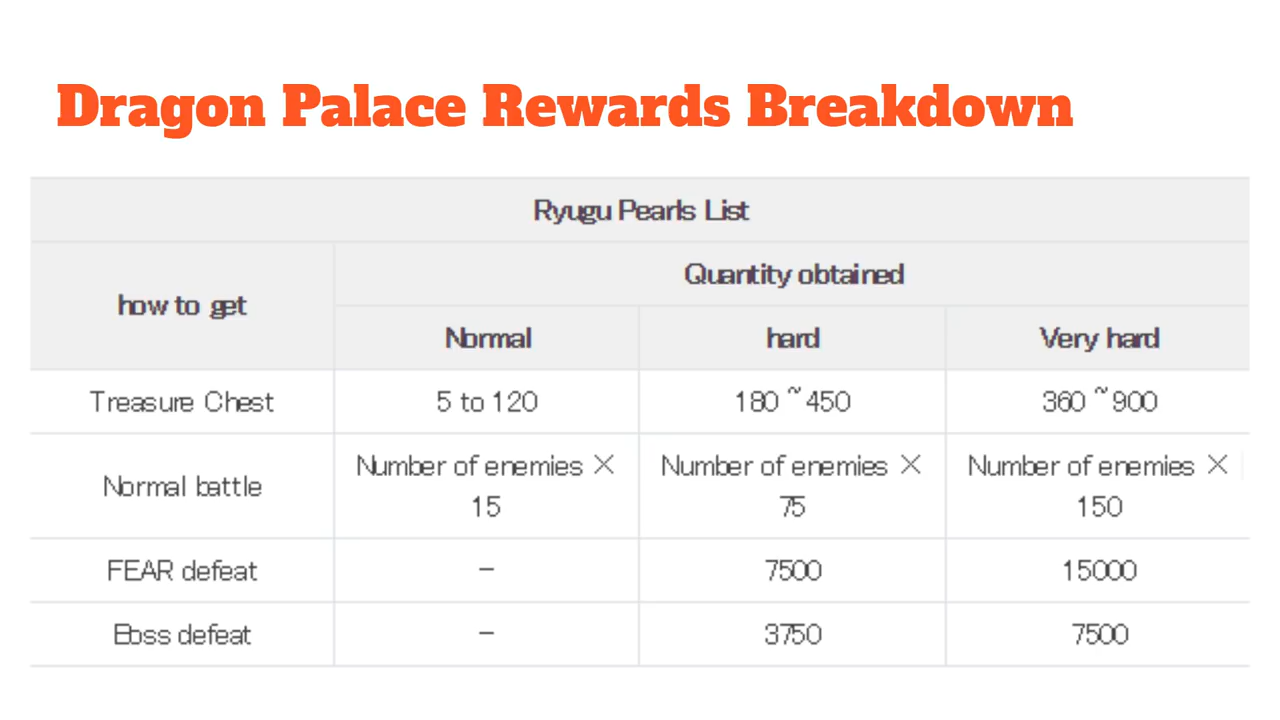 Dragon Palace Rewards Breakdown
Ryugu Pearls List
how to get
Quantity obtained
Normal
hard
Very hard
Treasure Chest
5 to 120
180 ~ 450
360 ~ 900
Normal battle
Number of enemies ×
15
Number of enemies ×
75
Number of enemies ×
150
FEAR defeat
–
7500
15000
Boss defeat
–
3750
7500